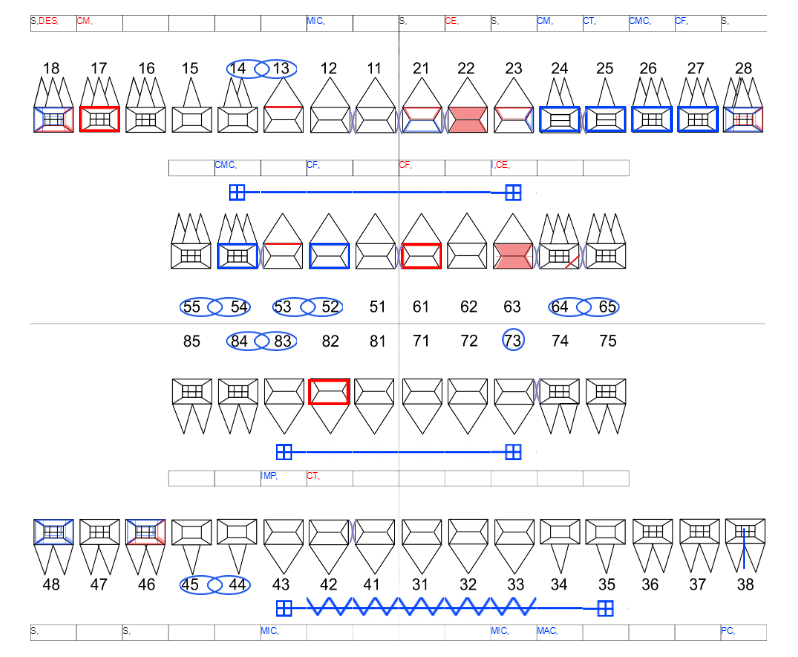 S,DES, CM, MIC, S, CE, S, CM, CT, CMC, CF, S,
18 17 16 15 14 13 12 11 21 22 23 24 25 26 27 28
CMC, CF, CF, I,CE,
55 54 53 52 51 61 62 63 64 65
85 84 83 82 81 71 72 73 74 75
IMP, CT,
48 47 46 45 44 43 42 41 31 32 33 34 35 36 37 38
S, S, MIC, MIC, MAC, PC,